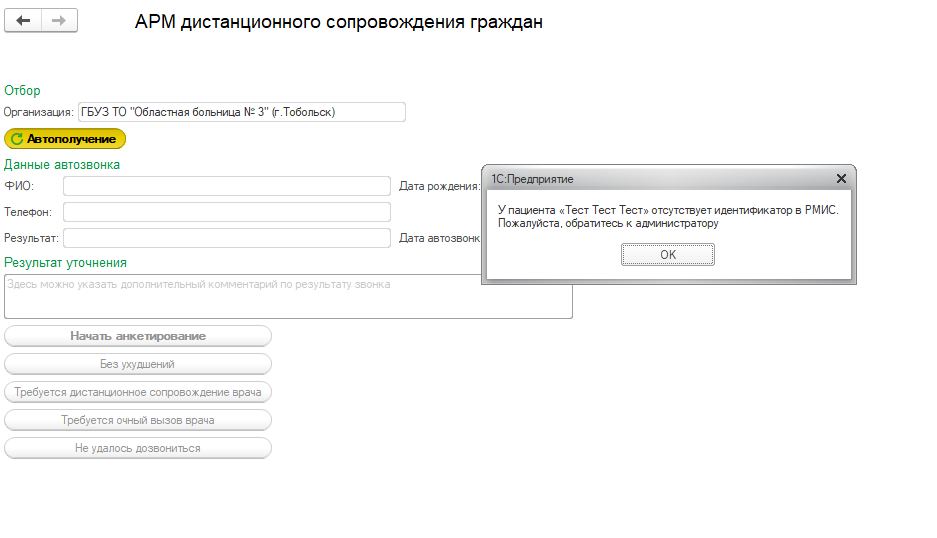 АРМ дистанционного сопровождения граждан
Отбор
Организация: ГБУЗ ТО "Областная больница № 3" (г.Тобольск)
Автополучение
Данные автозвонка
ФИО: Дата рождения:
Телефон:
Результат: Дата автозвонк
Результат уточнения
Здесь можно указать дополнительный комментарий по результату звонка
Начать анкетирование
Без ухудшений
Требуется дистанционное сопровождение врача
Требуется очный вызов врача
Не удалось дозвониться
1С:Предприятие
У пациента «Тест Тест Тест» отсутствует идентификатор в РМИС.
Пожалуйста, обратитесь к администратору
OK